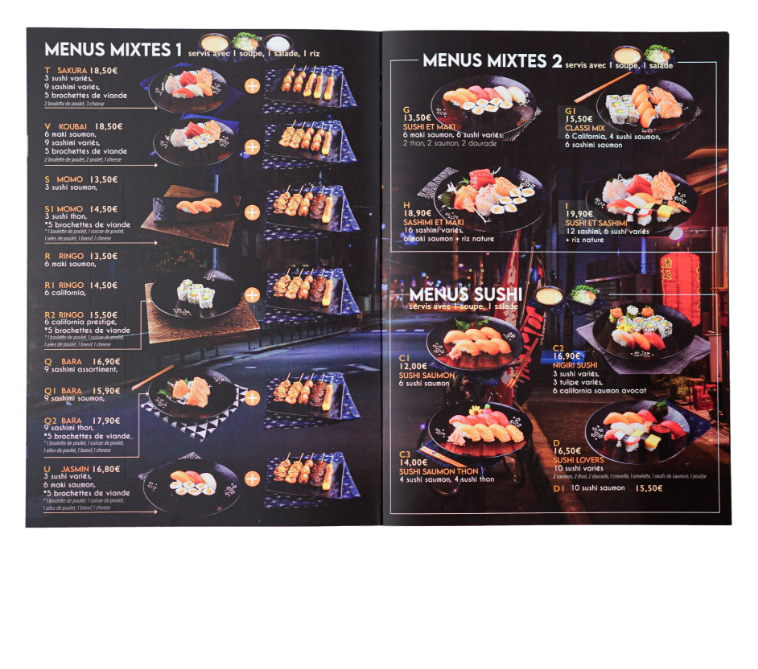 MENUS MIXTES 1 servis avec 1 soupe, 1 salade, 1 riz
T SAKURA 18,50€
3 sushi variés,
9 sashimi variés,
5 brochettes de viande
2 boulette de poulet, 3 cheese
V KOUBAI 18,50€
6 maki saumon,
9 sashimi variés,
5 brochettes de viande
2 boulette de poulet, 2 poulet, 1 cheese
S MOMO 13,50€
3 sushi saumon,
S1 MOMO 14,50€
3 sushi thon,
*5 brochettes de viande
*1 boulette de poulet, 1 cuisse de poulet,
1 ailes de poulet, 1 boeuf, 1 cheese
R RINGO 13,50€
6 maki saumon,
R1 RINGO 14,50€
6 california,
R2 RINGO 15,50€
6 california prestige,
*5 brochettes de viande
*1 boulette de poulet, 1 cuisse de poulet,
1 ailes de poulet, 1 boeuf, 1 cheese
Q BARA 16,90€
9 sashimi assortiment,
Q1 BARA 15,90€
9 sashimi saumon,
Q2 BARA 17,90€
9 sashimi thon,
*5 brochettes de viande
*1 boulette de poulet, 1 cuisse de poulet,
1 ailes de poulet, 1 boeuf, 1 cheese
U JASMIN 16,80€
3 sushi variés,
6 maki saumon,
*5 brochettes de viande
*1 boulette de poulet, 1 cuisse de poulet,
1 ailes de poulet, 1 boeuf, 1 cheese
MENUS MIXTES 2 servis avec 1 soupe, 1 salade
G
13,50€
SUSHI ET MAKI
6 maki saumon, 6 sushi variés
2 thon, 2 saumon, 2 daurade
G1
15,50€
CLASSI MIX
6 California, 4 sushi saumon,
6 sashimi saumon
H
18,90€
SASHIMI ET MAKI
16 sashimi variés,
6 maki saumon + riz nature
I
19,90€
SUSHI ET SASHIMI
12 sashimi, 6 sushi variés
+ riz nature
MENUS SUSHI
servis avec 1 soupe, 1 salade
C1
12,00€
SUSHI SAUMON
6 sushi saumon
C2
16,90€
NIGIRI SUSHI
3 sushi variés,
3 tulipe variés,
6 california saumon avocat
C3
14,00€
SUSHI SAUMON THON
4 sushi saumon, 4 sushi thon
D
16,50€
SUSHI LOVERS
10 sushi variés
2 saumon, 2 thon, 2 daurade, 1 crevette, 1 omelette, 1 oeufs de saumon, 1 poulpe
D1 10 sushi saumon 15,50€